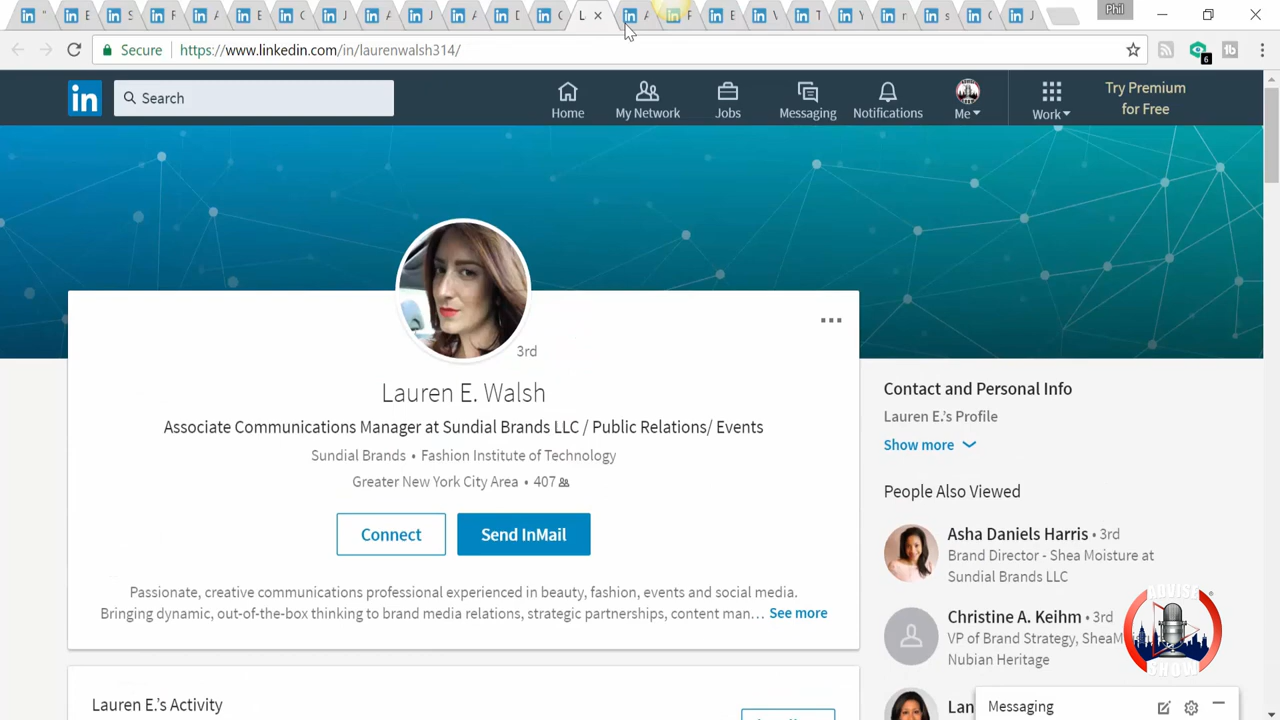 Phil
Secure https://www.linkedin.com/in/laurenwalsh314/
in Search Home My Network Jobs Messaging Notifications Me Work Try Premium for Free
3rd
Lauren E. Walsh
Associate Communications Manager at Sundial Brands LLC / Public Relations/ Events
Sundial Brands • Fashion Institute of Technology
Greater New York City Area • 407
Connect Send InMail
Passionate, creative communications professional experienced in beauty, fashion, events and social media.
Bringing dynamic, out-of-the-box thinking to brand media relations, strategic partnerships, content man… See more
Lauren E.'s Activity
Contact and Personal Info
Lauren E.'s Profile
Show more
People Also Viewed
Asha Daniels Harris • 3rd
Brand Director - Shea Moisture at
Sundial Brands LLC
Christine A. Keihm • 3rd
VP of Brand Strategy, SheaM
Nubian Heritage
Lan
Messaging
ADVISE
SHOW